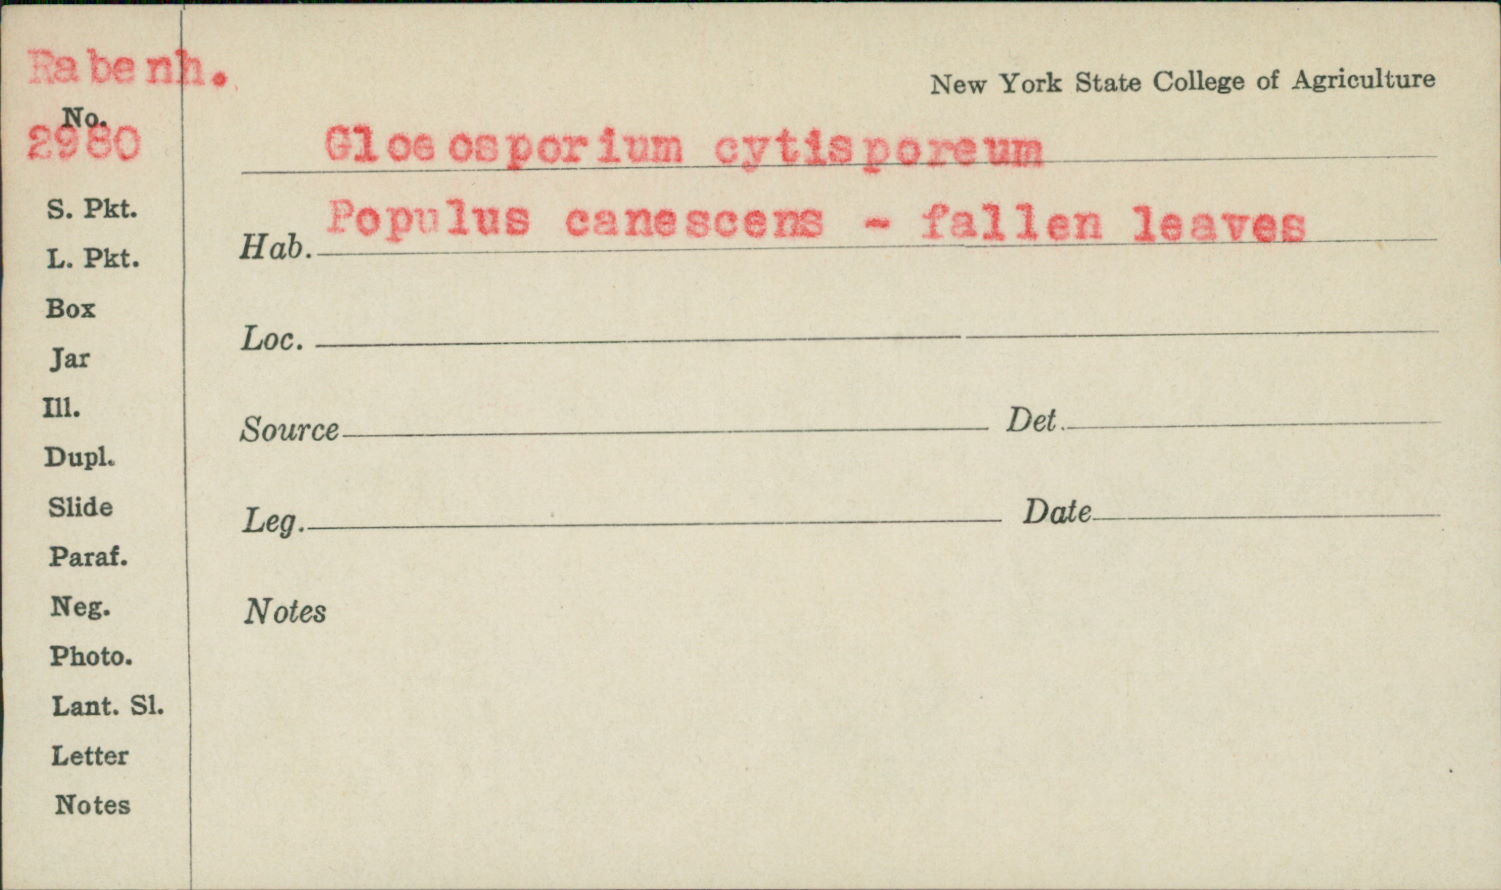 Rabenh.
New York State College of Agriculture
No.
2980
Gloeosporium cytisporeum
Populus canescens - fallen leaves
Hab.
S. Pkt.
L. Pkt.
Box
Jar
Ill.
Dupl.
Slide
Paraf.
Neg.
Photo.
Lant. Sl.
Letter
Notes
Loc.
Source Det.
Leg. Date
Notes